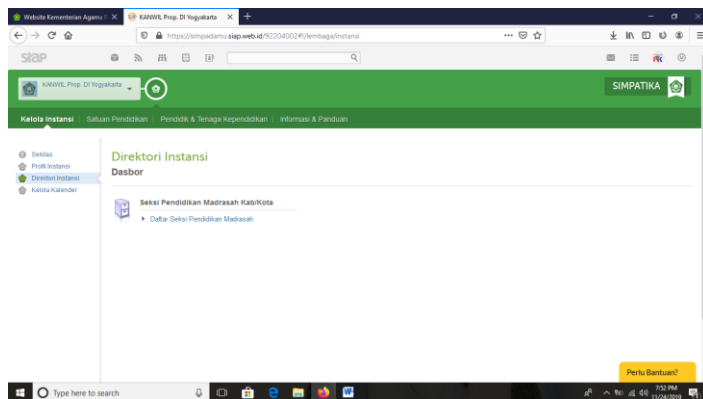 Website Kementerian Agama
KANWIL Prop. DI Yogyakarta
https://simpadamu.siap.web.id/92204002#!/lembaga/instansi
siap
KANWIL Prop. DI Yogyakarta
SIMPATIKA
Kelola Instansi | Satuan Pendidikan | Pendidik & Tenaga Kependidikan | Informasi & Panduan
Sekilas
Profil Instansi
Direktori Instansi
Kelola Kalender
Direktori Instansi
Dasbor
Seksi Pendidikan Madrasah Kab/Kota
Daftar Seksi Pendidikan Madrasah
Perlu Bantuan?
Type here to search
7:52 PM
11/24/2019